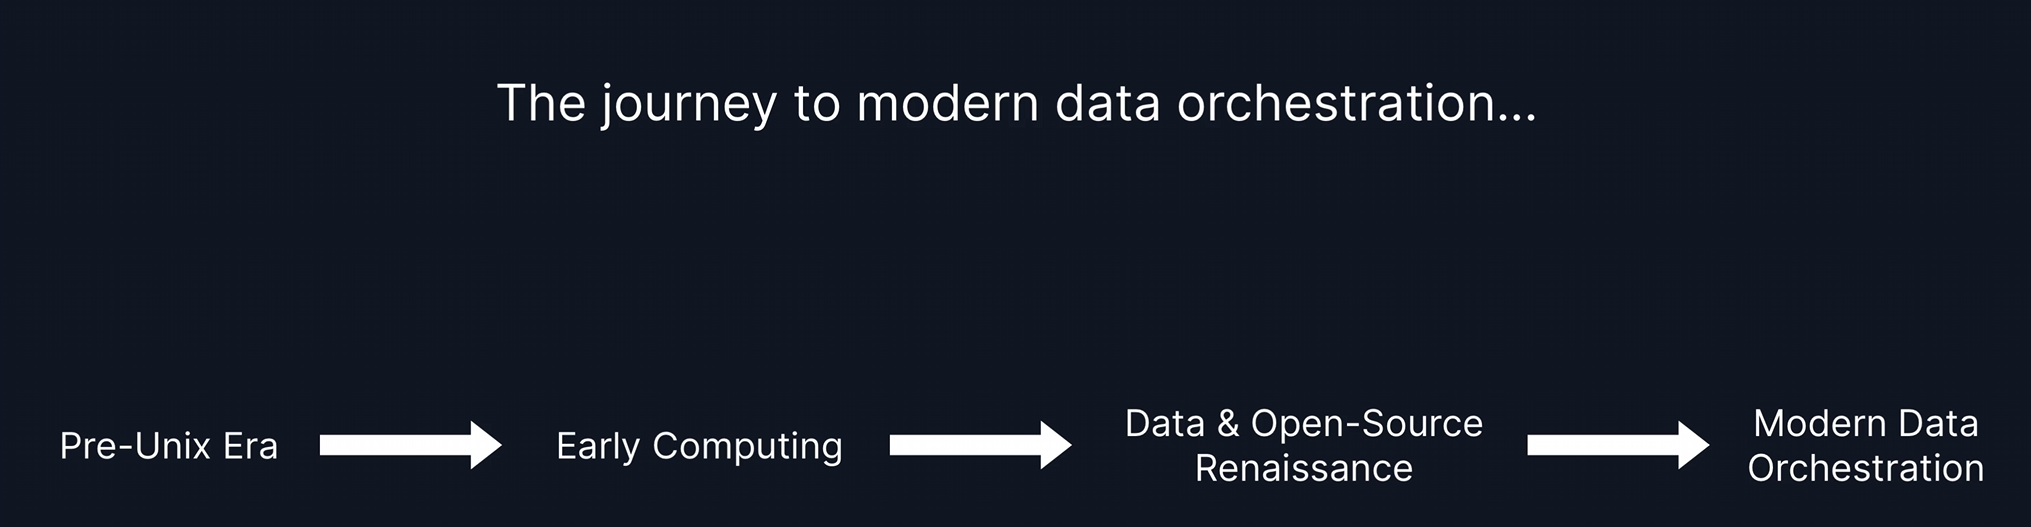 The journey to modern data orchestration...
Pre-Unix Era
Early Computing
Data & Open-Source
Renaissance
Modern Data
Orchestration